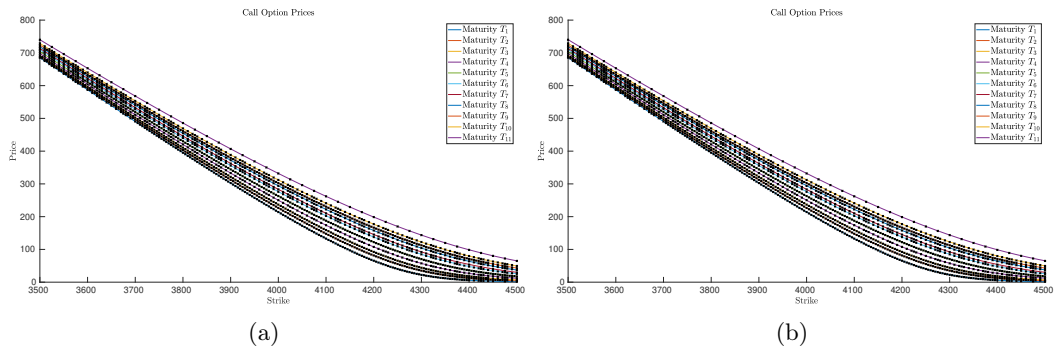 Call Option Prices
800
700
600
500
400
300
200
100
0
Price
3500 3600 3700 3800 3900 4000 4100 4200 4300 4400 4500
Strike
Maturity T1
Maturity T2
Maturity T3
Maturity T4
Maturity T5
Maturity T6
Maturity T7
Maturity T8
Maturity T9
Maturity T10
Maturity T11
(a)
Call Option Prices
800
700
600
500
400
300
200
100
0
Price
3500 3600 3700 3800 3900 4000 4100 4200 4300 4400 4500
Strike
Maturity T1
Maturity T2
Maturity T3
Maturity T4
Maturity T5
Maturity T6
Maturity T7
Maturity T8
Maturity T9
Maturity T10
Maturity T11
(b)